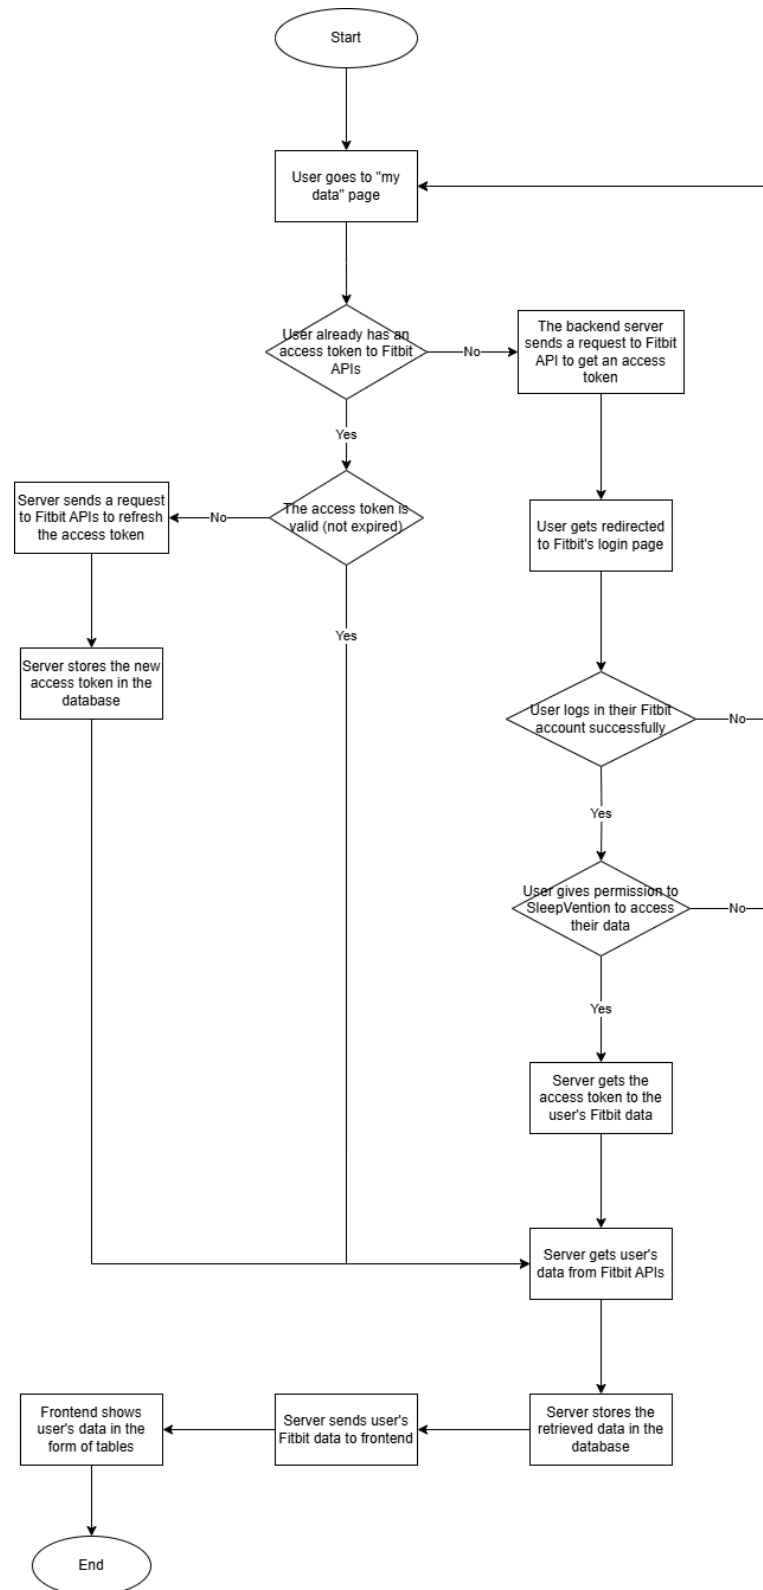 Start
User goes to "my
data" page
User already has an
access token to Fitbit
APIs
No
The backend server
sends a request to Fitbit
API to get an access
token
Yes
Server sends a request
to Fitbit APIs to refresh
the access token
No
The access token is
valid (not expired)
User gets redirected
to Fitbit's login page
Yes
Server stores the new
access token in the
database
User logs in their Fitbit
account successfully
No
Yes
User gives permission to
SleepVention to access
their data
No
Yes
Server gets the
access token to the
user's Fitbit data
Server gets user's
data from Fitbit APIs
Frontend shows
user's data in the
form of tables
Server sends user's
Fitbit data to frontend
Server stores the
retrieved data in the
database
End